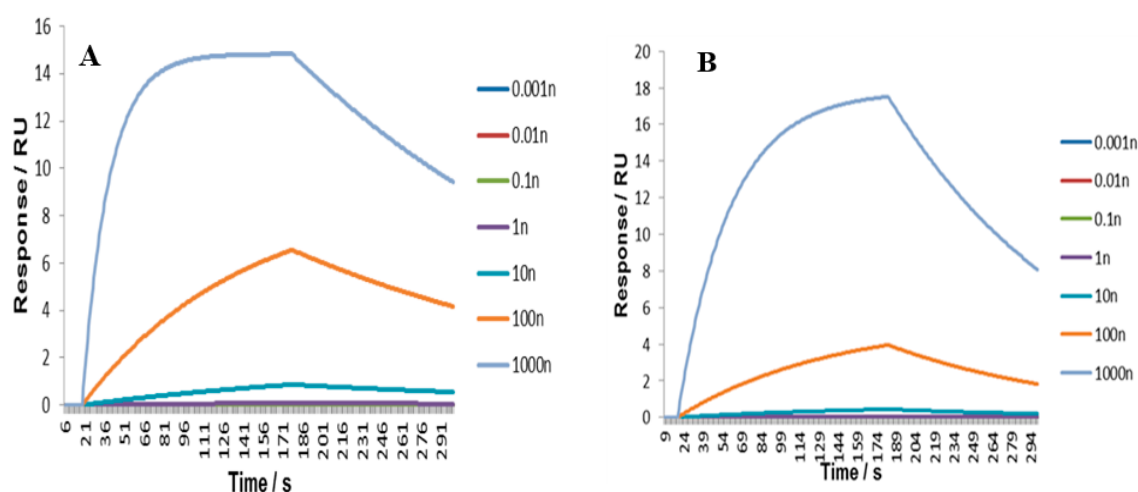 A
Response / RU
16
14
12
10
8
6
4
2
0
6 21 36 51 66 81 96 111 126 141 156 171 186 201 216 231 246 261 276 291
Time / s
0.001n
0.01n
0.1n
1n
10n
100n
1000n
B
Response / RU
20
18
16
14
12
10
8
6
4
2
0
9 24 39 54 69 84 99 114 129 144 159 174 189 204 219 234 249 264 279 294
Time / s
0.001n
0.01n
0.1n
1n
10n
100n
1000n